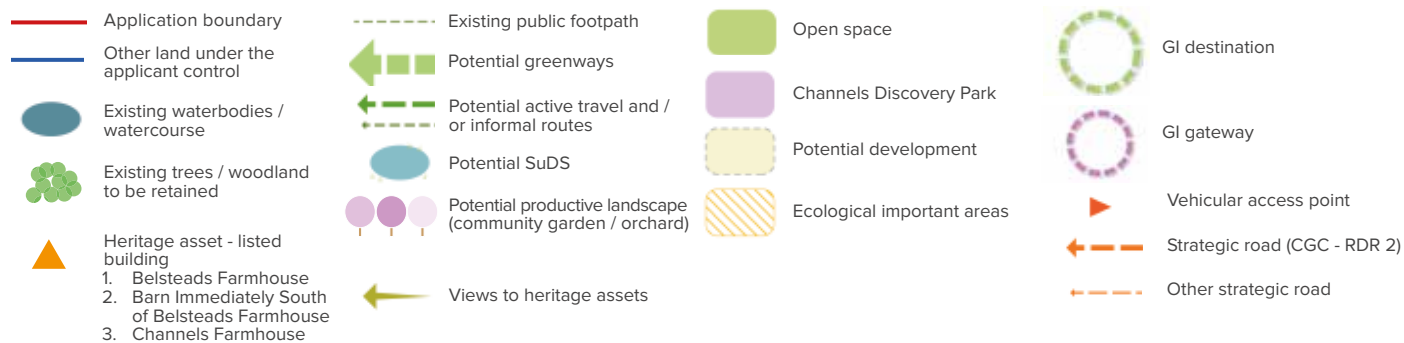 Application boundary
Other land under the
applicant control
Existing waterbodies /
watercourse
Existing trees / woodland
to be retained
Heritage asset - listed
building
1. Belsteads Farmhouse
2. Barn Immediately South
of Belsteads Farmhouse
3. Channels Farmhouse
Existing public footpath
Potential greenways
Potential active travel and /
or informal routes
Potential SuDS
Potential productive landscape
(community garden / orchard)
Views to heritage assets
Open space
Channels Discovery Park
Potential development
Ecological important areas
GI destination
GI gateway
Vehicular access point
Strategic road (CGC - RDR 2)
Other strategic road